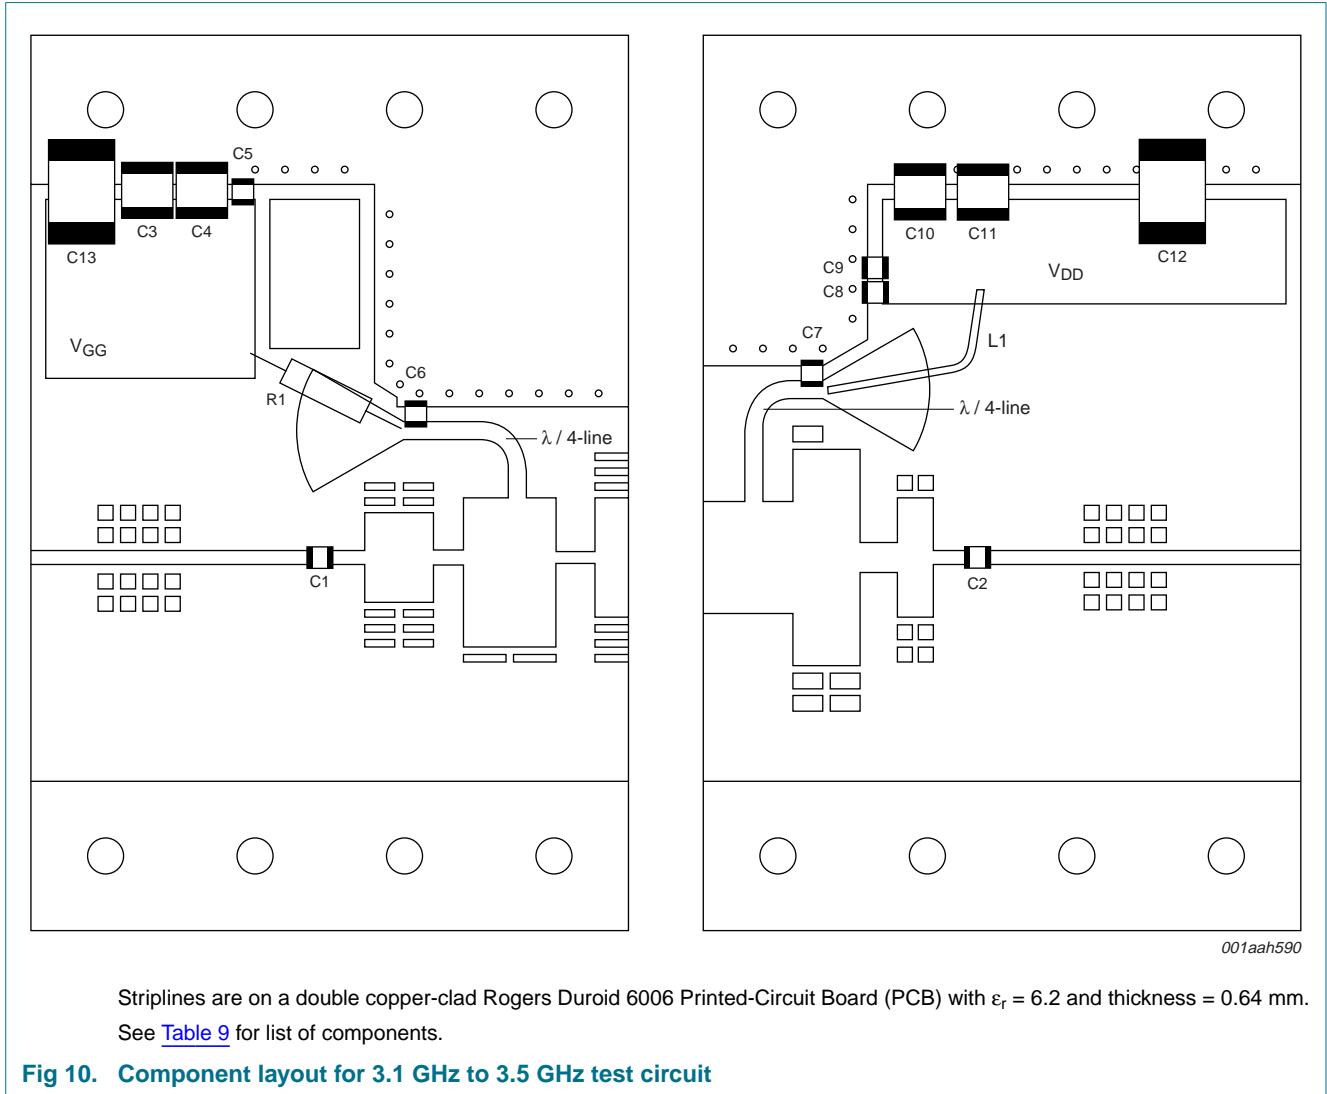 C5
C3
C4
C13
VGG
R1
C6
λ / 4-line
C1
C10
C11
C12
C9
C8
VDD
C7
L1
λ / 4-line
C2
001aah590
Striplines are on a double copper-clad Rogers Duroid 6006 Printed-Circuit Board (PCB) with εr = 6.2 and thickness = 0.64 mm.
See Table 9 for list of components.
Fig 10. Component layout for 3.1 GHz to 3.5 GHz test circuit